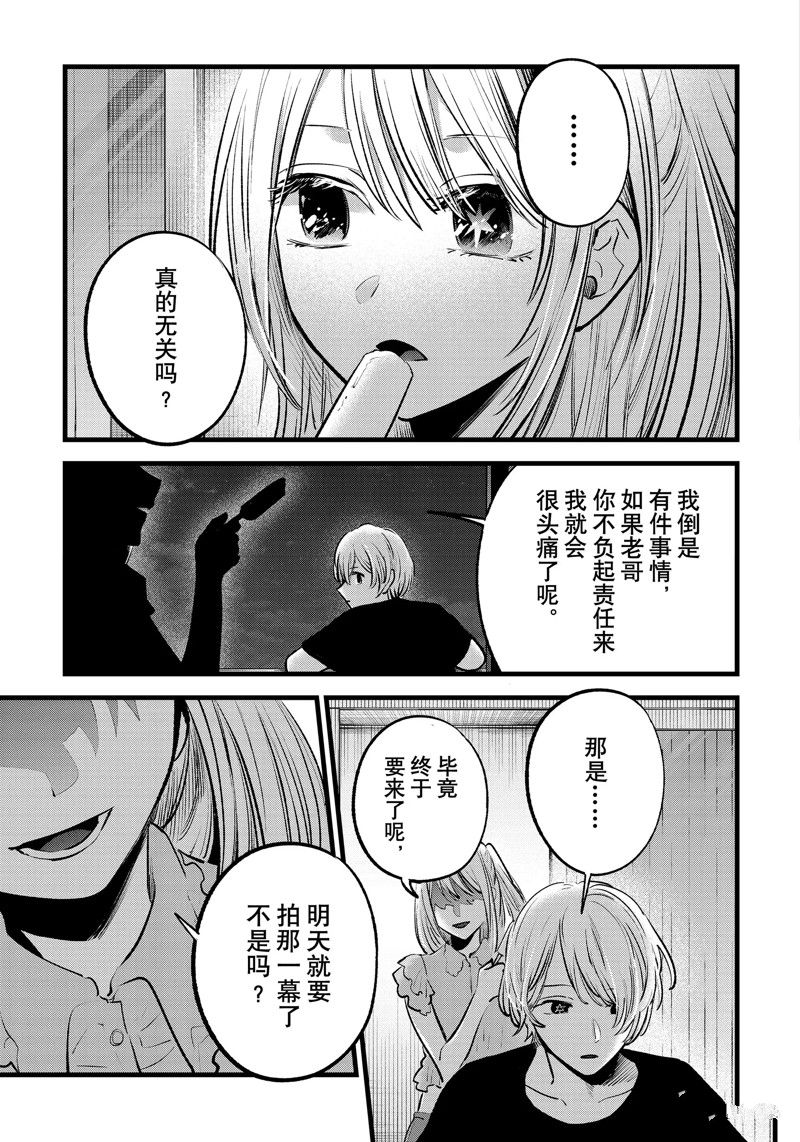 ……
真的无关吗?
我倒是
有件事情,
如果老哥
你不负起责任来
我就会
很头痛了呢。
那是……
毕竟
终于
要来了呢,
明天就要
拍那一幕了
不是吗?